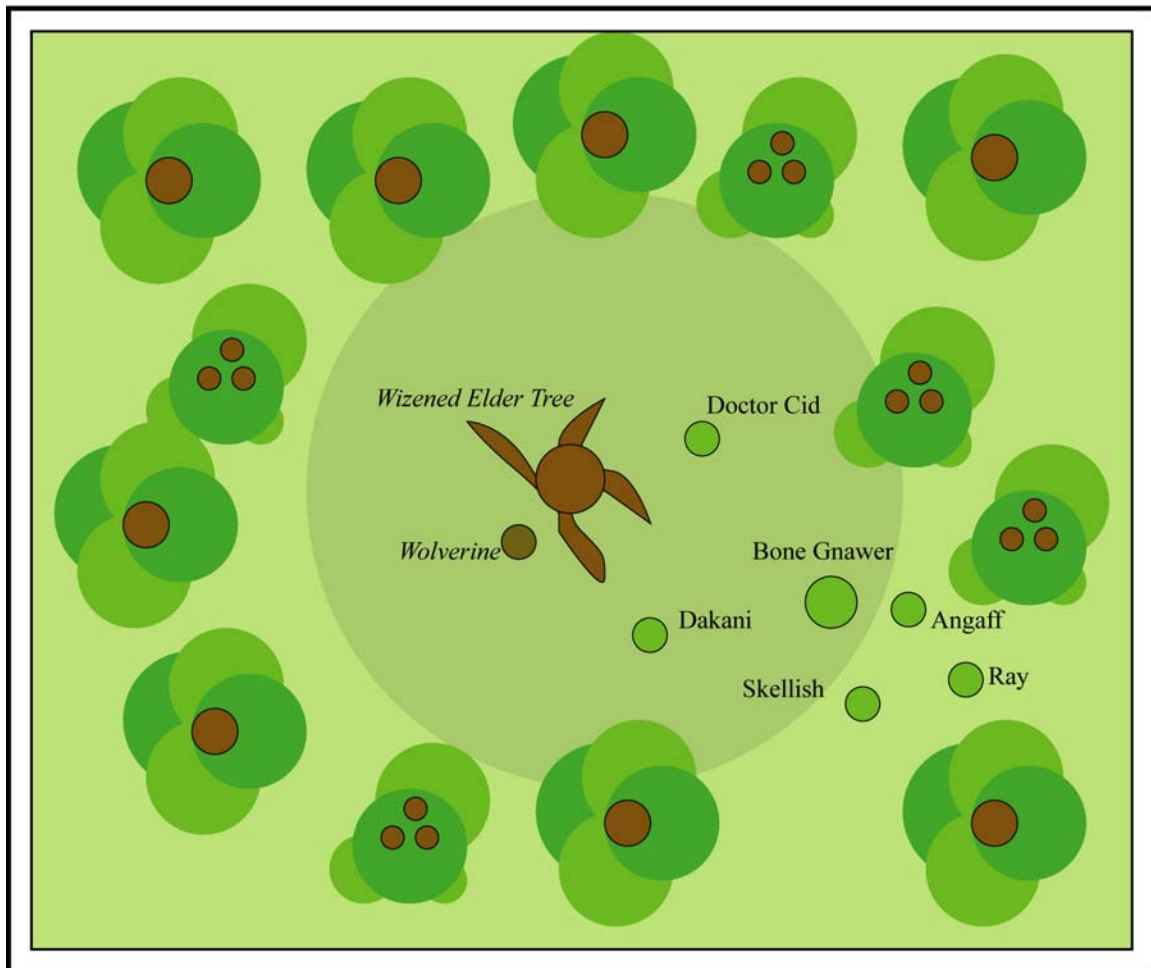 Wizened Elder Tree
Doctor Cid
Wolverine
Bone Gnawer
Dakani
Angaff
Skellish
Ray